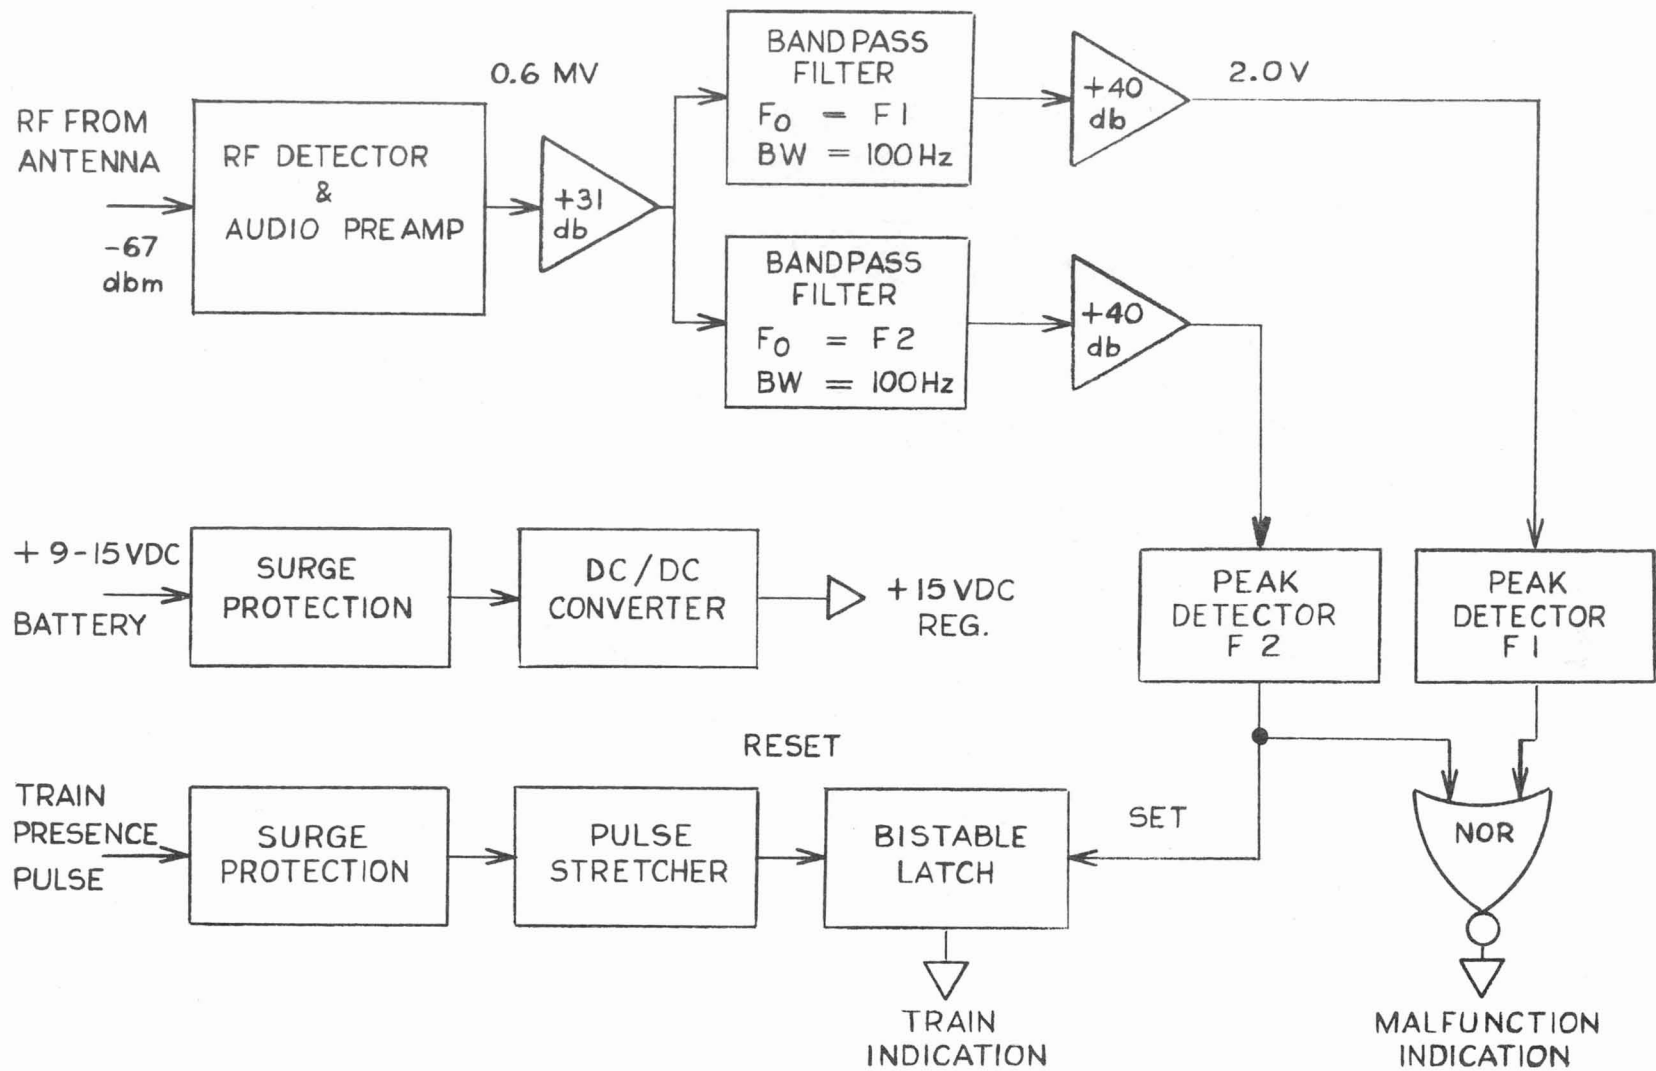 RF FROM
ANTENNA
-67
dbm
RF DETECTOR
&
AUDIO PREAMP
0.6 MV
+31
db
BANDPASS
FILTER
Fo = F1
BW = 100Hz
+40
db
2.0V
BANDPASS
FILTER
Fo = F2
BW = 100Hz
+40
db
+9-15VDC
BATTERY
SURGE
PROTECTION
DC/DC
CONVERTER
+15VDC
REG.
PEAK
DETECTOR
F2
PEAK
DETECTOR
F1
TRAIN
PRESENCE
PULSE
SURGE
PROTECTION
PULSE
STRETCHER
RESET
BISTABLE
LATCH
SET
NOR
TRAIN
INDICATION
MALFUNCTION
INDICATION